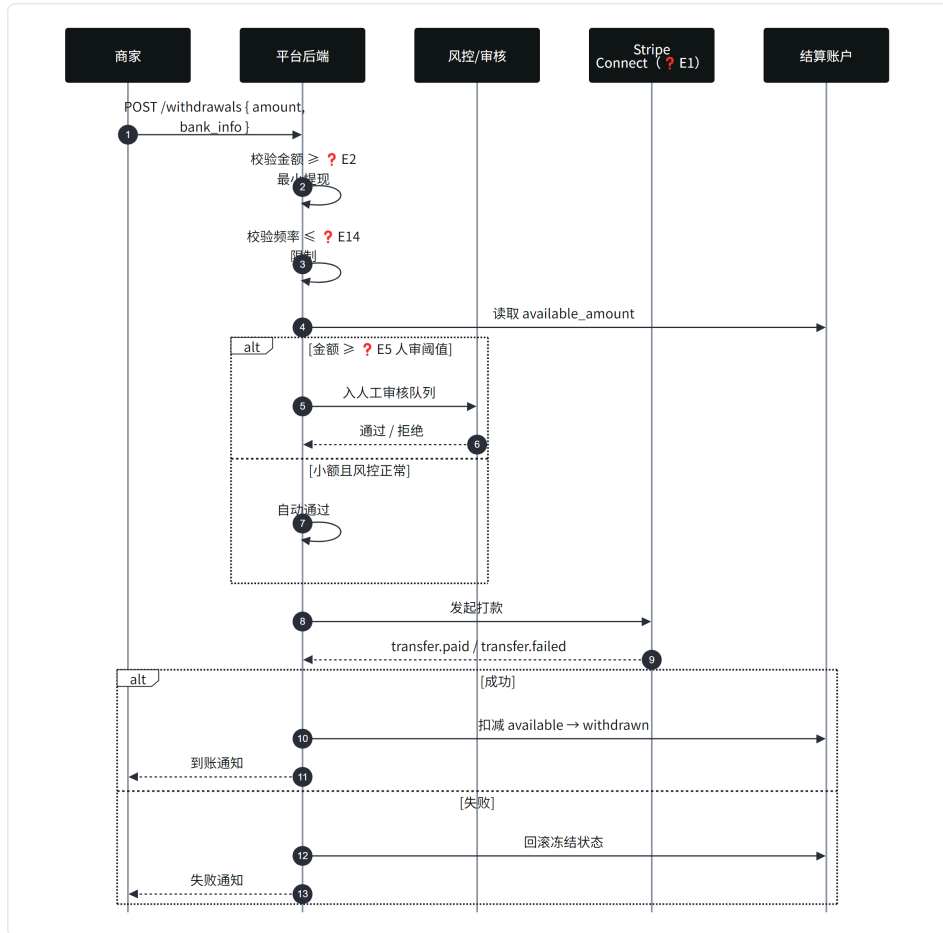 商家
平台后端
风控/审核
Stripe
Connect（❓E1）
结算账户
POST /withdrawals { amount,
bank_info }
1
校验金额 ≥ ❓E2
最小提现
2
校验频率 ≤ ❓E14
限制
3
读取 available_amount
4
alt
[金额 ≥ ❓E5 人审阈值]
入人工审核队列
5
通过 / 拒绝
6
[小额且风控正常]
自动通过
7
发起打款
8
transfer.paid / transfer.failed
9
alt
[成功]
扣减 available → withdrawn
10
到账通知
11
[失败]
回滚冻结状态
12
失败通知
13